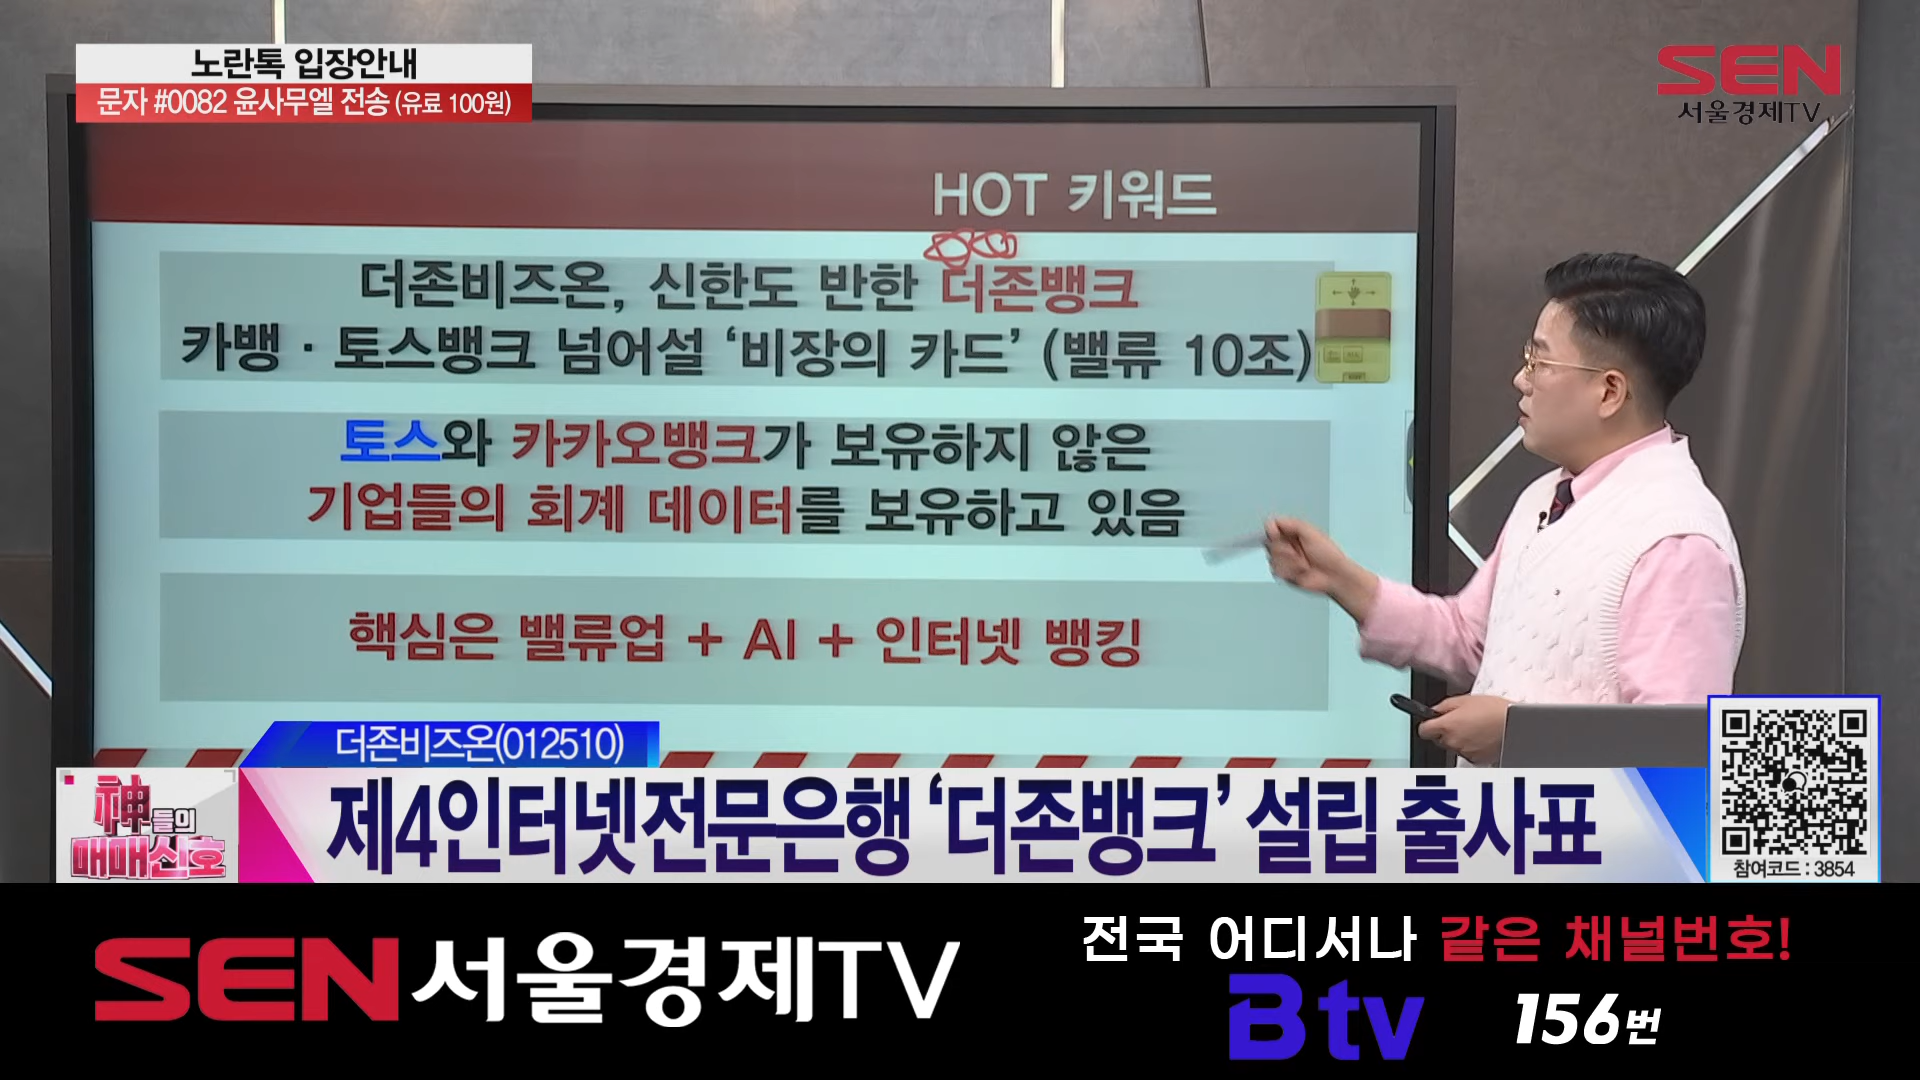 노란톡 입장안내
문자 #0082 윤사무엘 전송 (유료 100원)
SEN
서울경제TV
HOT 키워드
더존비즈온, 신한도 반한 더존뱅크
카뱅 · 토스뱅크 넘어설 ‘비장의 카드’ (밸류 10조)
토스와 카카오뱅크가 보유하지 않은
기업들의 회계 데이터를 보유하고 있음
핵심은 밸류업 + AI + 인터넷 뱅킹
더존비즈온(012510)
神들의
매매신호
제4인터넷전문은행 ‘더존뱅크’ 설립 출사표
참여코드 : 3854
SEN 서울경제TV
전국 어디서나 같은 채널번호!
B tv 156번